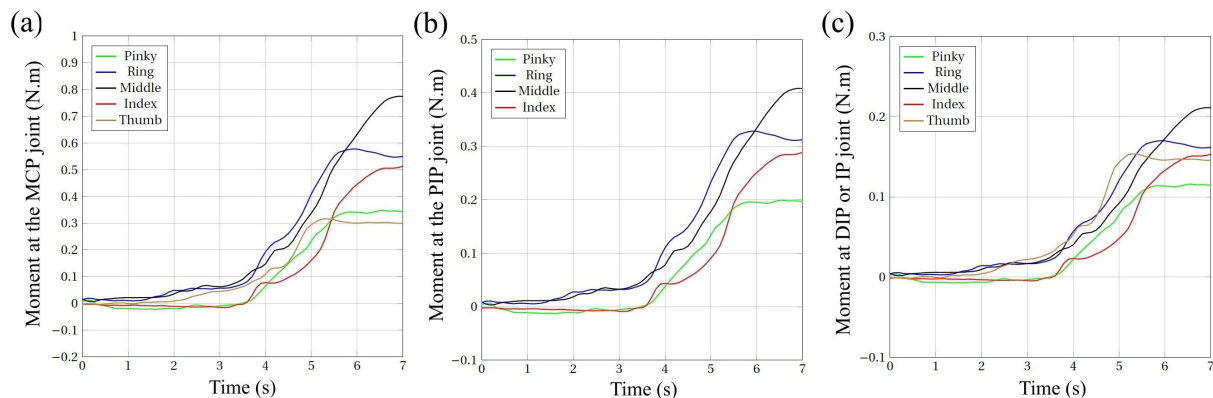 (a)
Moment at the MCP joint (N.m)
1
0.9
0.8
0.7
0.6
0.5
0.4
0.3
0.2
0.1
0
−0.1
−0.2
Pinky
Ring
Middle
Index
Thumb
0 1 2 3 4 5 6 7
Time (s)
(b)
Moment at the PIP joint (N.m)
0.5
0.4
0.3
0.2
0.1
0
−0.1
Pinky
Ring
Middle
Index
0 1 2 3 4 5 6 7
Time (s)
(c)
Moment at DIP or IP joint (N.m)
0.3
0.2
0.1
0
−0.1
Pinky
Ring
Middle
Index
Thumb
0 1 2 3 4 5 6 7
Time (s)